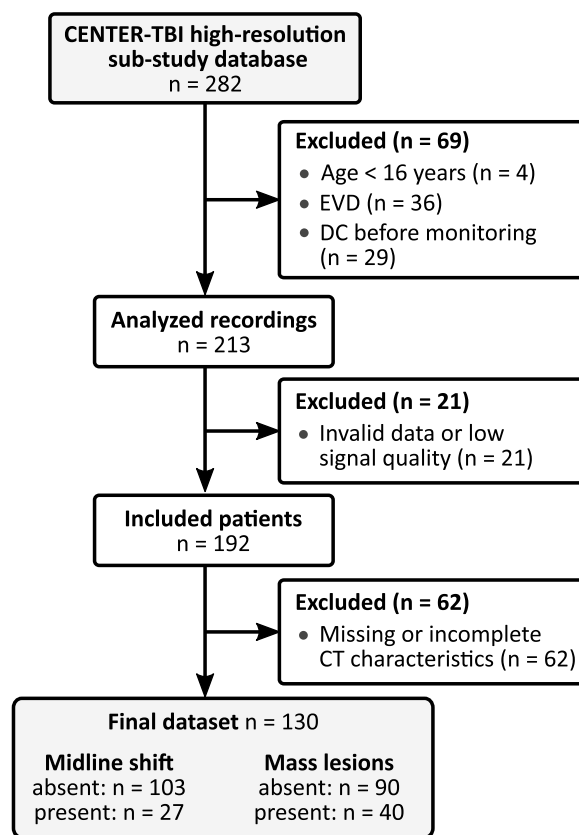 CENTER-TBI high-resolution
sub-study database
n = 282
Excluded (n = 69)
• Age < 16 years (n = 4)
• EVD (n = 36)
• DC before monitoring
(n = 29)
Analyzed recordings
n = 213
Excluded (n = 21)
• Invalid data or low
signal quality (n = 21)
Included patients
n = 192
Excluded (n = 62)
• Missing or incomplete
CT characteristics (n = 62)
Final dataset n = 130
Midline shift
absent: n = 103
present: n = 27
Mass lesions
absent: n = 90
present: n = 40